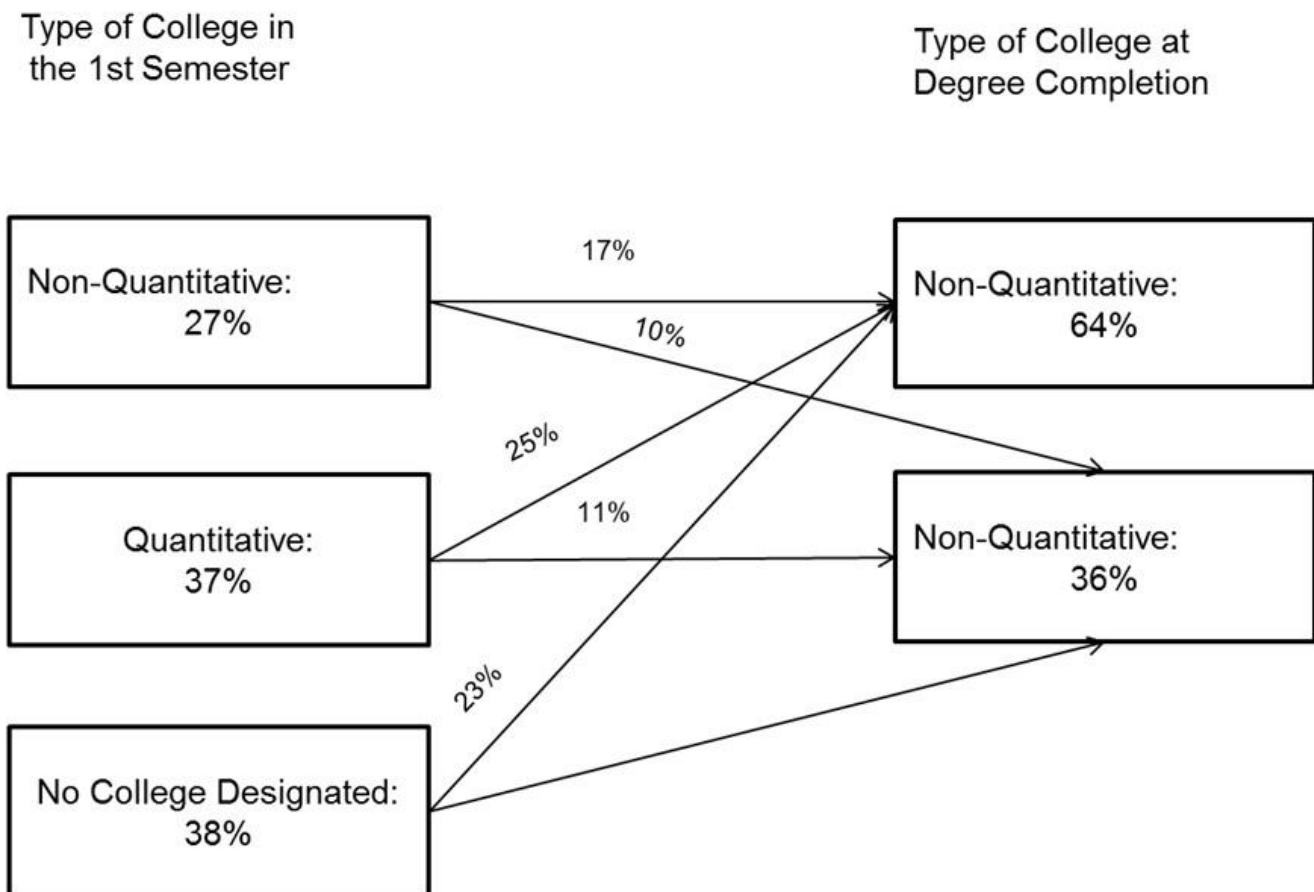 Type of College in
the 1st Semester
Type of College at
Degree Completion
Non-Quantitative:
27%
17%
10%
Non-Quantitative:
64%
Quantitative:
37%
25%
11%
Non-Quantitative:
36%
No College Designated:
38%
23%